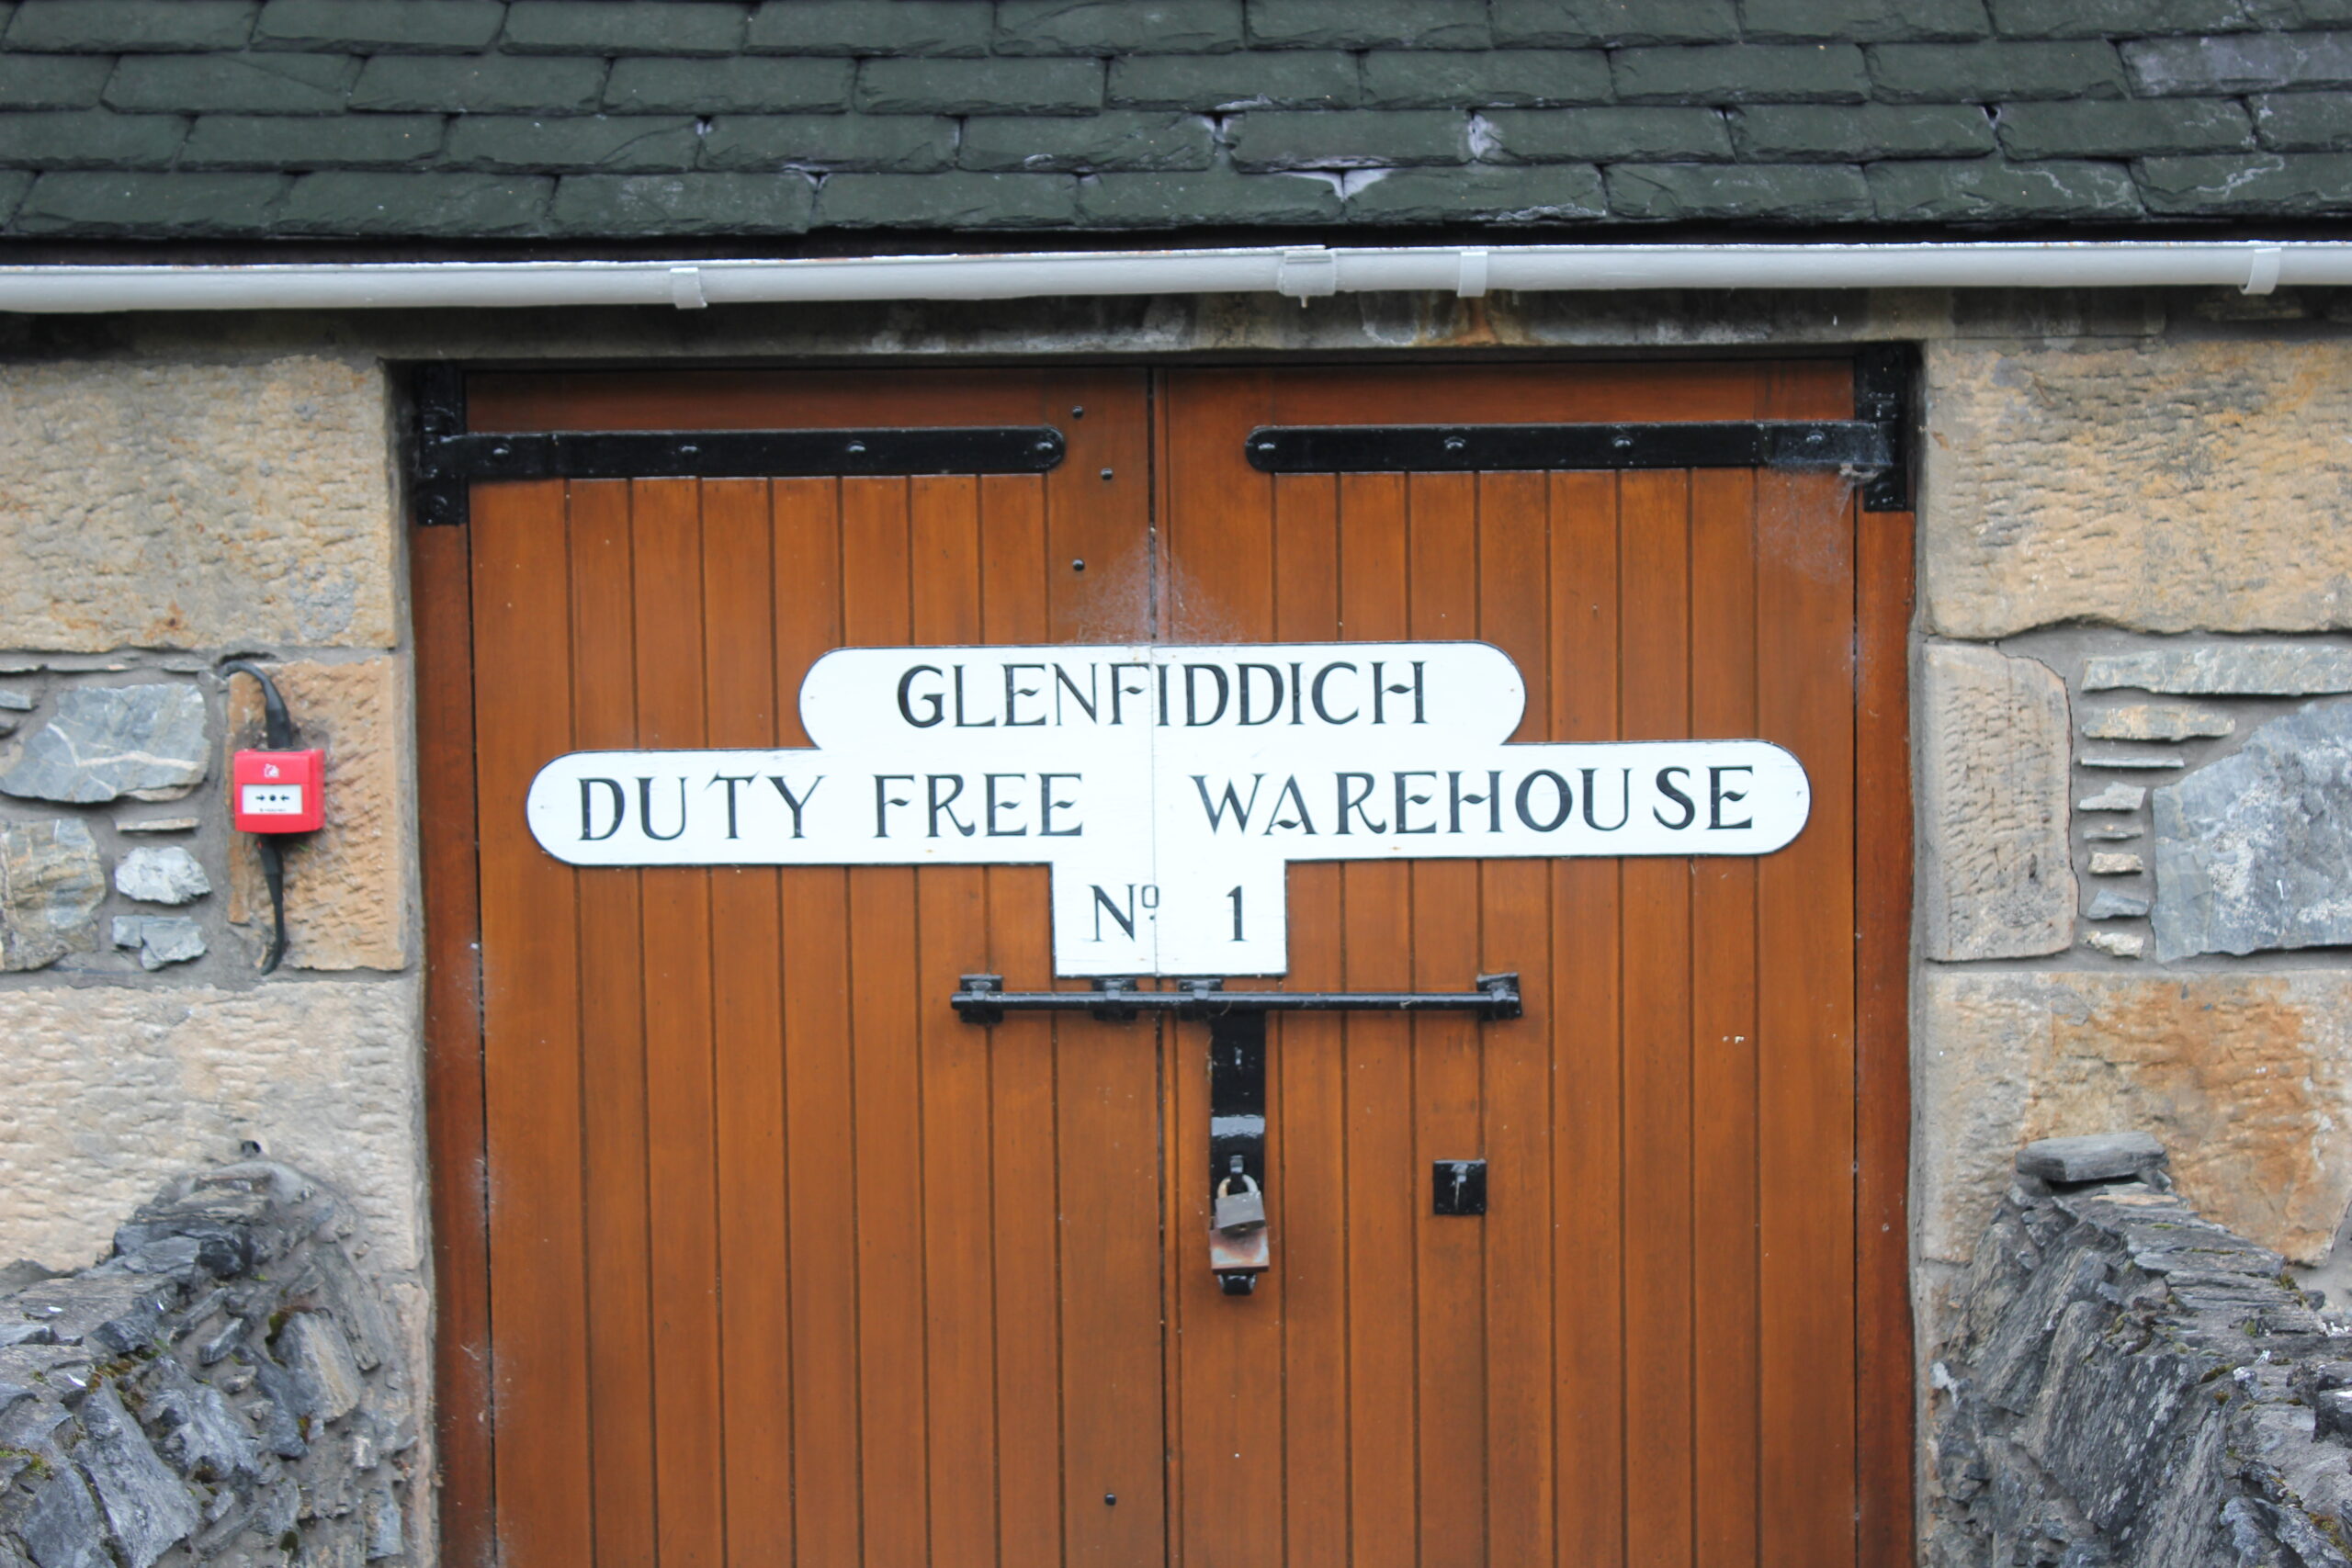 GLENFIDDICH
DUTY FREE WAREHOUSE
Nº 1